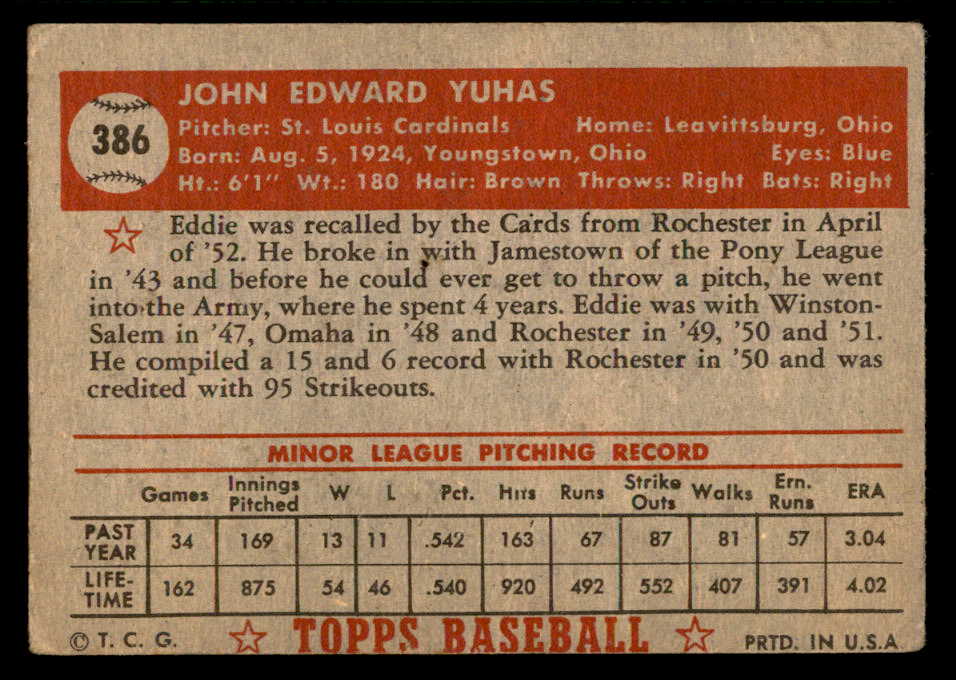 JOHN EDWARD YUHAS
386
Pitcher: St. Louis Cardinals Home: Leavittsburg, Ohio
Born: Aug. 5, 1924, Youngstown, Ohio Eyes: Blue
Ht.: 6'1" Wt.: 180 Hair: Brown Throws: Right Bats: Right
Eddie was recalled by the Cards from Rochester in April
of '52. He broke in with Jamestown of the Pony League
in '43 and before he could ever get to throw a pitch, he went
into the Army, where he spent 4 years. Eddie was with Winston-
Salem in '47, Omaha in '48 and Rochester in '49, '50 and '51.
He compiled a 15 and 6 record with Rochester in '50 and was
credited with 95 Strikeouts.
MINOR LEAGUE PITCHING RECORD
Games Innings Pitched W L Pct. Hits Runs Strike Outs Walks Ern. Runs ERA
PAST YEAR 34 169 13 11 .542 163 67 87 81 57 3.04
LIFE-TIME 162 875 54 46 .540 920 492 552 407 391 4.02
© T. C. G. TOPPS BASEBALL PRTD. IN U.S.A